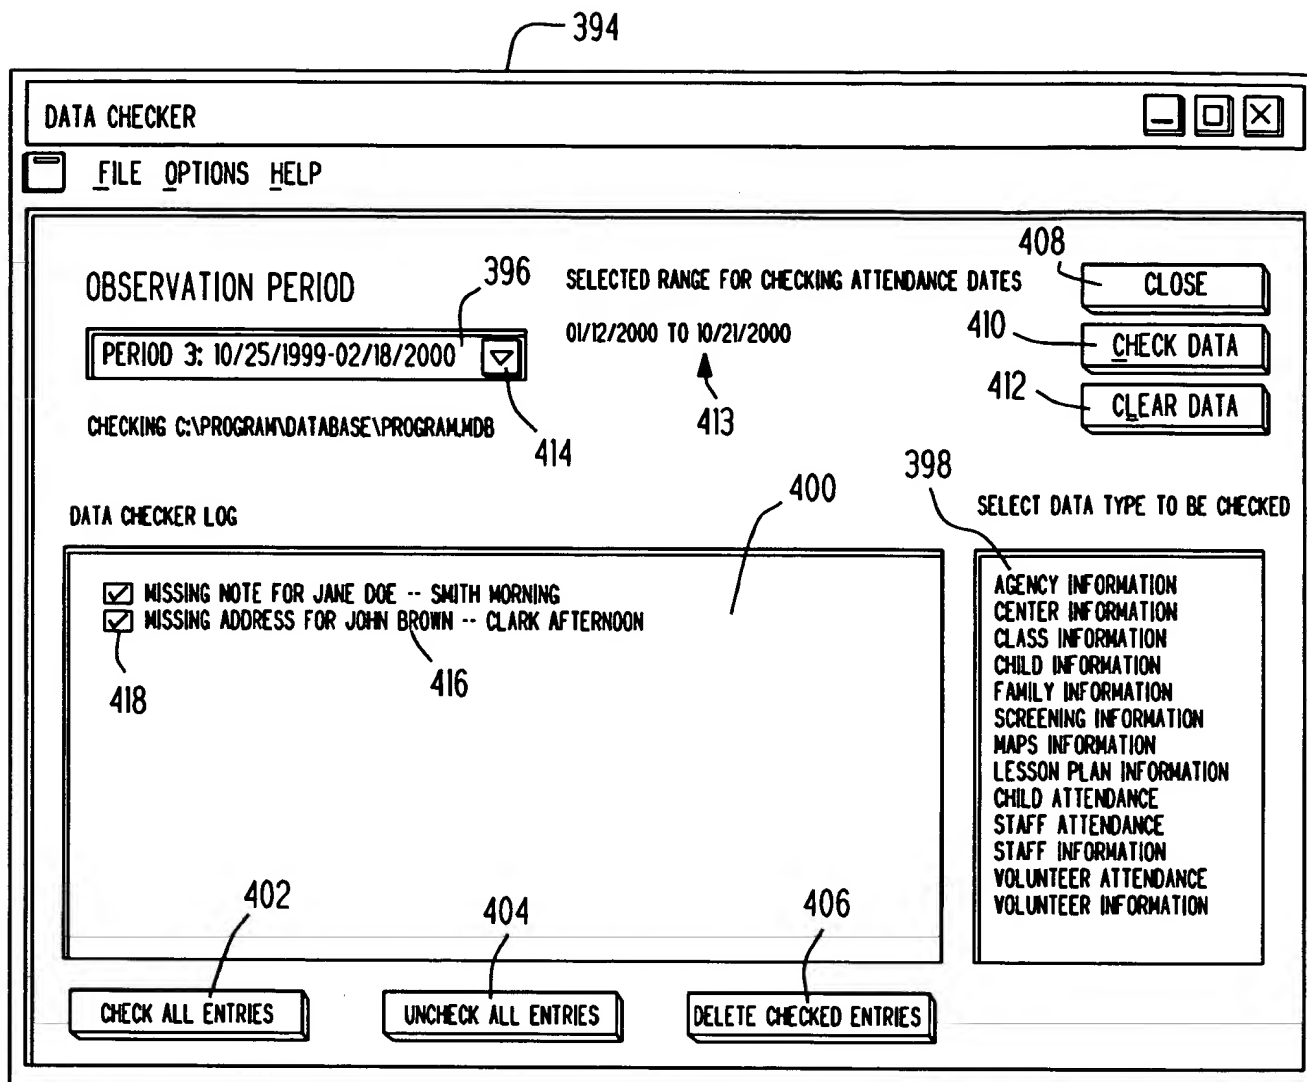 394
DATA CHECKER
FILE OPTIONS HELP
OBSERVATION PERIOD
396
SELECTED RANGE FOR CHECKING ATTENDANCE DATES
408
CLOSE
PERIOD 3: 10/25/1999-02/18/2000
01/12/2000 TO 10/21/2000
410
CHECK DATA
413
412
CLEAR DATA
CHECKING C:\PROGRAM\DATABASE\PROGRAM.MDB
414
398
400
DATA CHECKER LOG
SELECT DATA TYPE TO BE CHECKED
MISSING NOTE FOR JANE DOE -- SMITH MORNING
MISSING ADDRESS FOR JOHN BROWN -- CLARK AFTERNOON
418
416
AGENCY INFORMATION
CENTER INFORMATION
CLASS INFORMATION
CHILD INFORMATION
FAMILY INFORMATION
SCREENING INFORMATION
MAPS INFORMATION
LESSON PLAN INFORMATION
CHILD ATTENDANCE
STAFF ATTENDANCE
STAFF INFORMATION
VOLUNTEER ATTENDANCE
VOLUNTEER INFORMATION
402
404
406
CHECK ALL ENTRIES
UNCHECK ALL ENTRIES
DELETE CHECKED ENTRIES